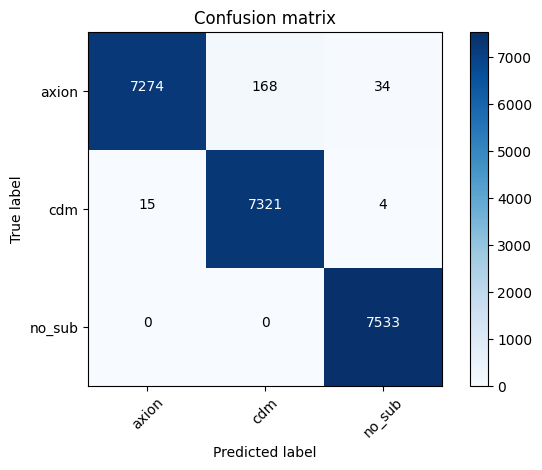 Confusion matrix
True label
axion
7274
168
34
cdm
15
7321
4
no_sub
0
0
7533
axion
cdm
no_sub
Predicted label
7000
6000
5000
4000
3000
2000
1000
0